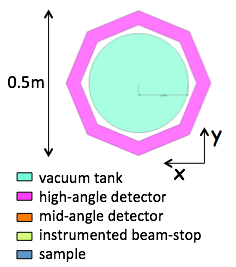 0.5m
y
x
vacuum tank
high-angle detector
mid-angle detector
instrumented beam-stop
sample